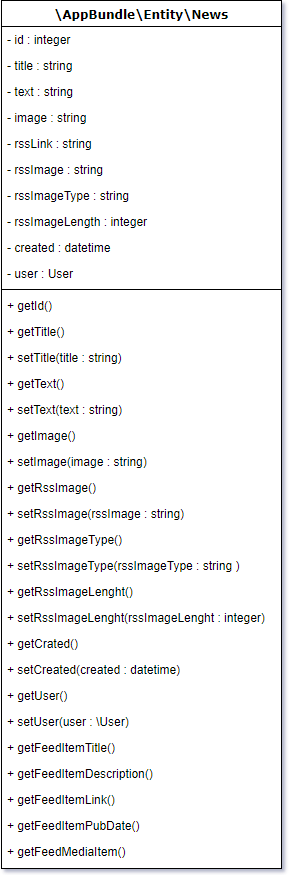 \AppBundle\Entity\News
- id : integer
- title : string
- text : string
- image : string
- rssLink : string
- rssImage : string
- rssImageType : string
- rssImageLength : integer
- created : datetime
- user : User
+ getId()
+ getTitle()
+ setTitle(title : string)
+ getText()
+ setText(text : string)
+ getImage()
+ setImage(image : string)
+ getRssImage()
+ setRssImage(rssImage : string)
+ getRssImageType()
+ setRssImageType(rssImageType : string )
+ getRssImageLenght()
+ setRssImageLenght(rssImageLenght : integer)
+ getCrated()
+ setCreated(created : datetime)
+ getUser()
+ setUser(user : \User)
+ getFeedItemTitle()
+ getFeedItemDescription()
+ getFeedItemLink()
+ getFeedItemPubDate()
+ getFeedMediaItem()